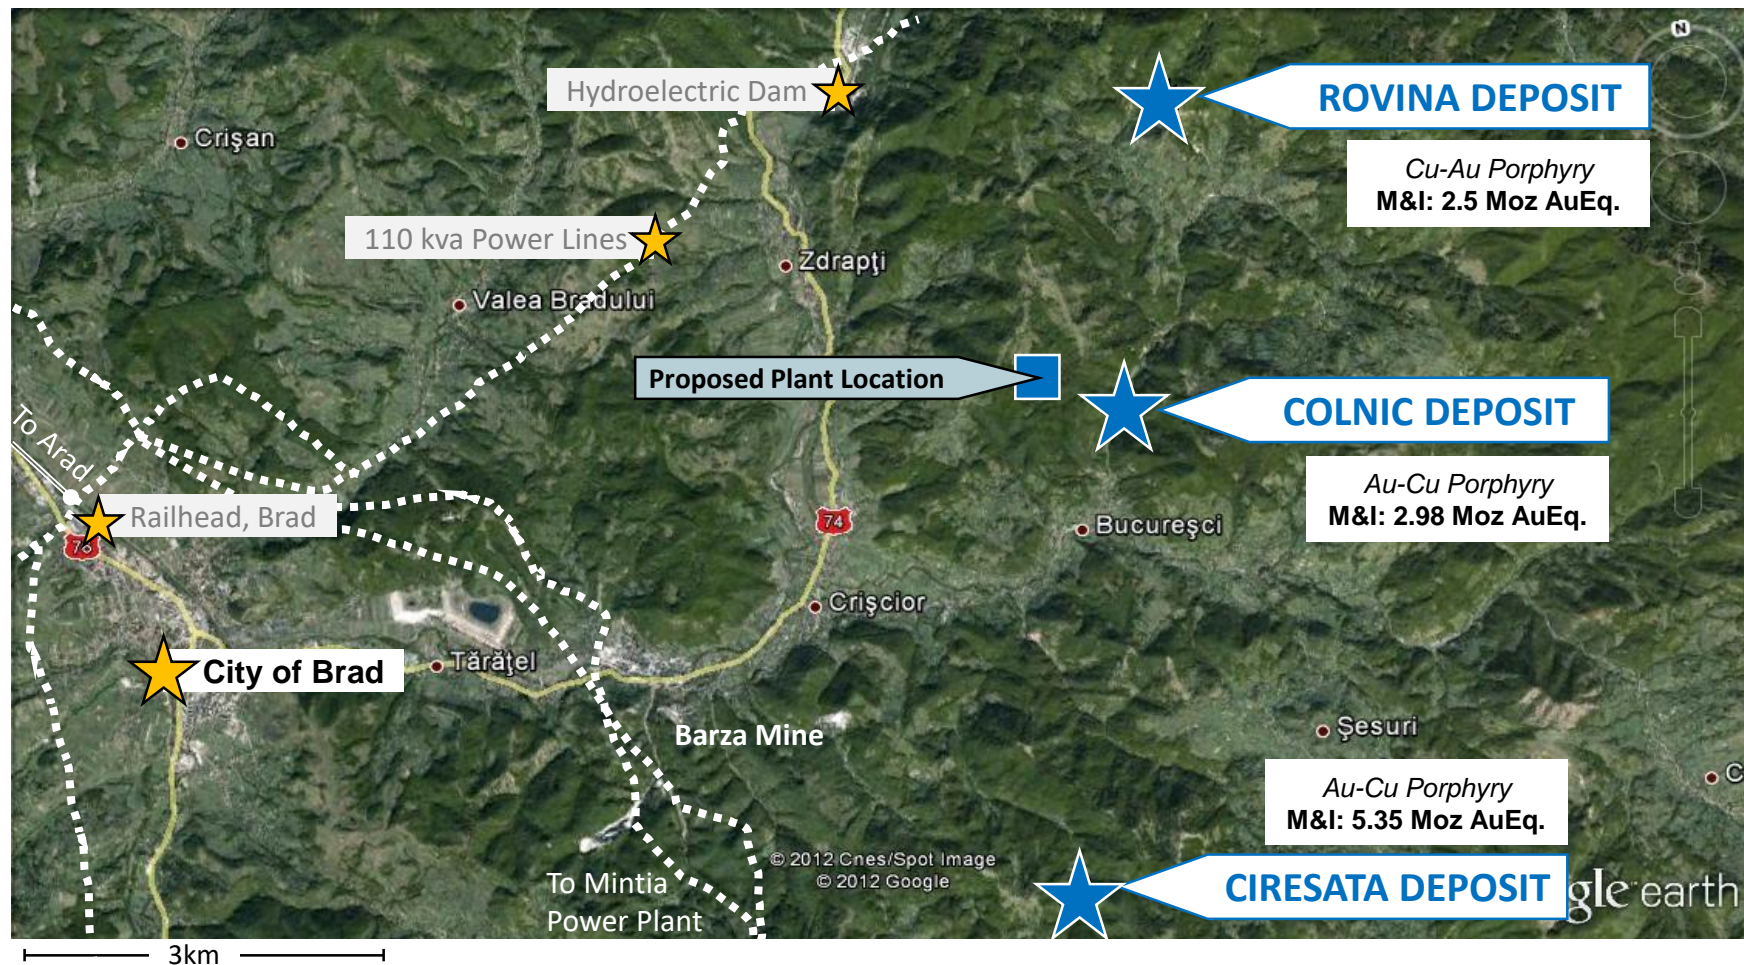 N
Hydroelectric Dam
ROVINA DEPOSIT
Crişan
Cu-Au Porphyry
M&I: 2.5 Moz AuEq.
110 kva Power Lines
Zdrapţi
Valea Bradului
Proposed Plant Location
COLNIC DEPOSIT
To Arad
Au-Cu Porphyry
M&I: 2.98 Moz AuEq.
Railhead, Brad
74
Bucureşci
76
Crişcior
City of Brad
Tărăţel
Barza Mine
Şesuri
C
Au-Cu Porphyry
M&I: 5.35 Moz AuEq.
© 2012 Cnes/Spot Image
© 2012 Google
To Mintia
Power Plant
CIRESATA DEPOSIT
gle earth
3km